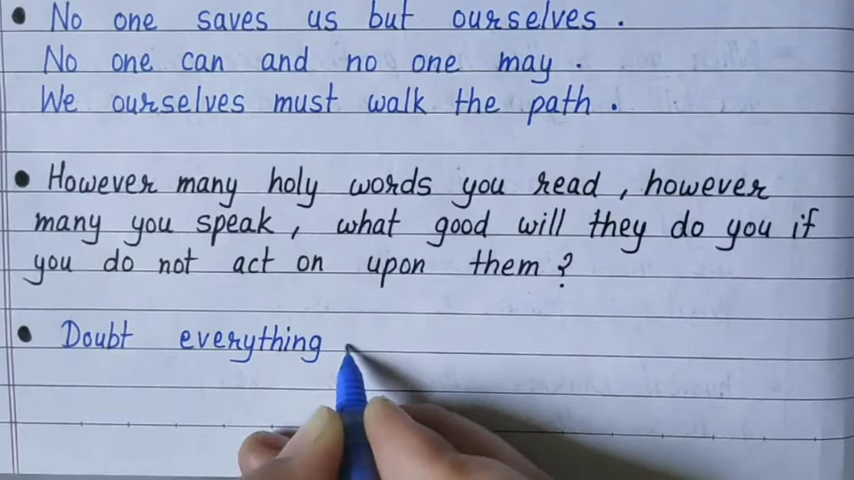 • No one saves us but ourselves.
No one can and no one may.
We ourselves must walk the path.
• However many holy words you read, however
many you speak, what good will they do you if
you do not act on upon them?
• Doubt everything